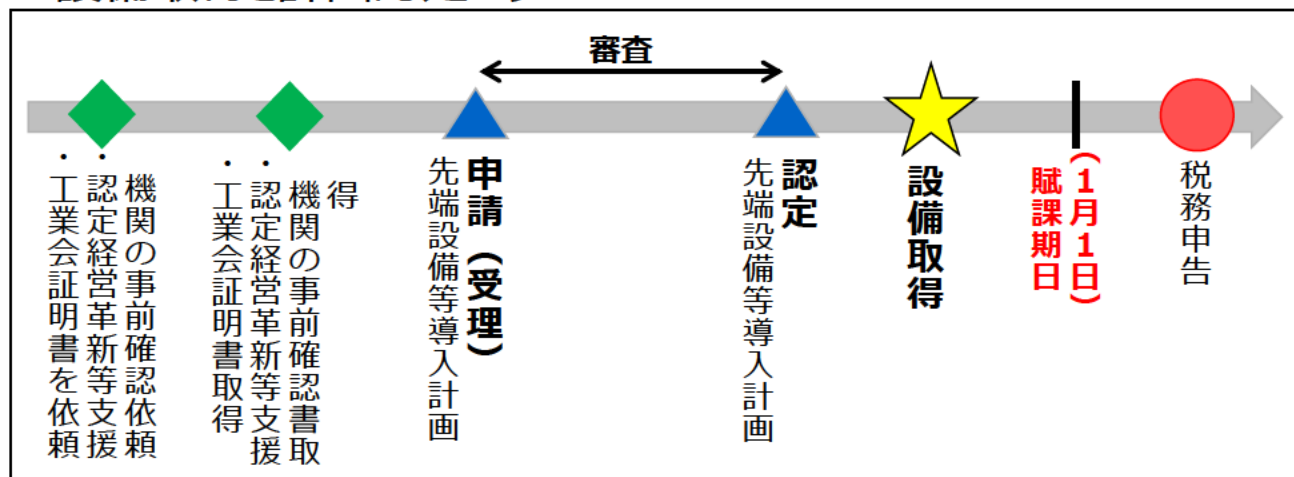 審査
・工業会証明書を依頼
・認定経営革新等支援
機関の事前確認依頼
・工業会証明書取得
・認定経営革新等支援
機関の事前確認書取
得
先端設備等導入計画
申請（受理）
先端設備等導入計画
認定
設備取得
賦課期日
（1月1日）
税務申告